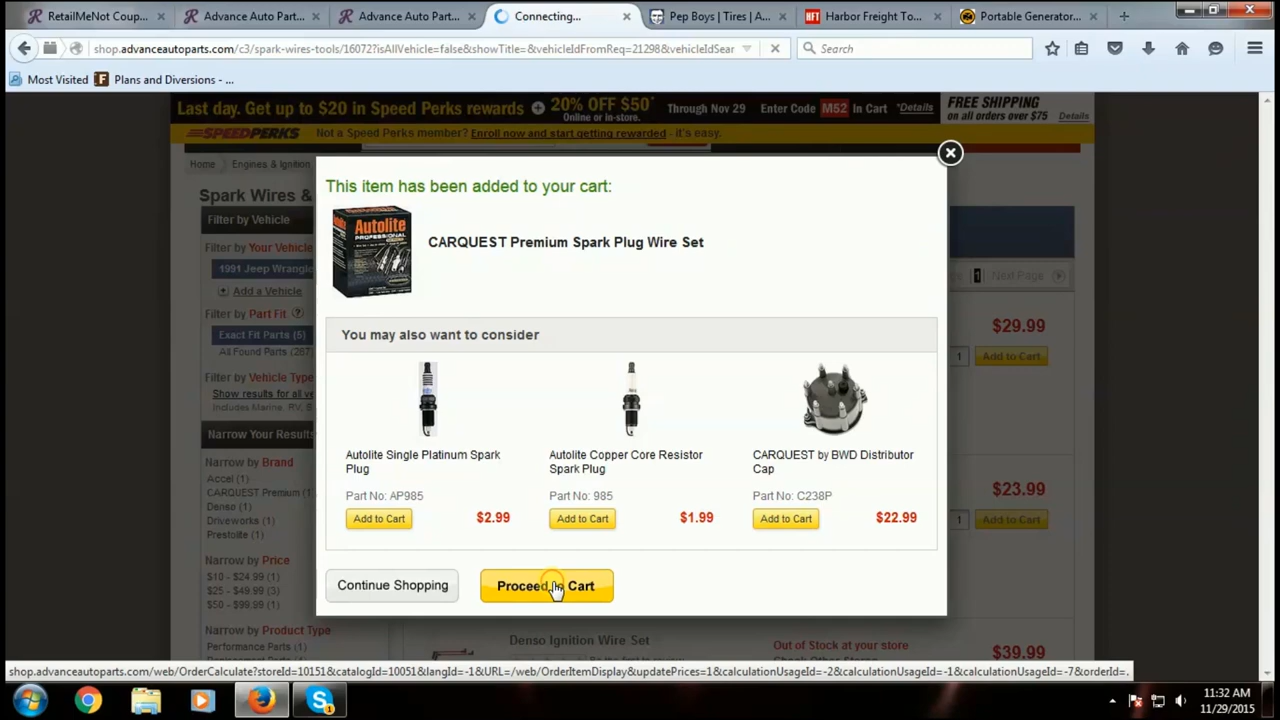 RetailMeNot Coup...
Advance Auto Part...
Advance Auto Part...
Connecting...
Pep Boys | Tires | A...
HFT
Harbor Freight To...
Portable Generator...
shop.advanceautoparts.com/c3/spark-wires-tools/16072?isAllVehicle=false&showTitle=&vehicleIdFromReq=21298&vehicleIdSear
Search
Most Visited
Plans and Diversions - ...
Last day. Get up to $20 in Speed Perks rewards
20% OFF $50*
Online or in-store.
Through Nov 29
Enter Code M52 In Cart
*Details
FREE SHIPPING
on all orders over $75
Details
SPEEDPERKS
Not a Speed Perks member? Enroll now and start getting rewarded - it's easy.
Home
Engines & Ignition
Spark Wires &
Filter by Vehicle
Filter by Your Vehicle
1991 Jeep Wrangle
Add a Vehicle
Filter by Part Fit
Exact Fit Parts (5)
All Found Parts (267)
Filter by Vehicle Type
Show results for all ve
Includes Marine, RV, S
Narrow Your Results
Narrow by Brand
Accel (1)
CARQUEST Premium (1)
Denso (1)
Driveworks (1)
Prestolite (1)
Narrow by Price
$10 - $24.99 (1)
$25 - $49.99 (3)
$50 - $99.99 (1)
Narrow by Product Type
Performance Parts (1)
This item has been added to your cart:
Autolite
PROFESSIONAL
CARQUEST Premium Spark Plug Wire Set
You may also want to consider
Autolite Single Platinum Spark
Plug
Part No: AP985
Add to Cart
$2.99
Autolite Copper Core Resistor
Spark Plug
Part No: 985
Add to Cart
$1.99
CARQUEST by BWD Distributor
Cap
Part No: C238P
Add to Cart
$22.99
Continue Shopping
Proceed to Cart
1
Next Page
$29.99
1
Add to Cart
$23.99
1
Add to Cart
Denso Ignition Wire Set
Out of Stock at your store
$39.99
shop.advanceautoparts.com/web/OrderCalculate?storeId=10151&catalogId=10051&langId=-1&URL=/web/OrderItemDisplay&updatePrices=1&calculationUsageId=-2&calculationUsageId=-1&calculationUsageId=-7&orderId=.
11:32 AM
11/29/2015